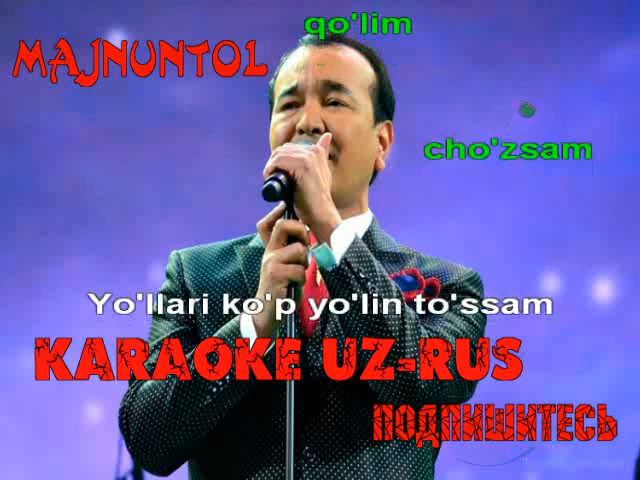 qo'lim
MAJNUNTOL
cho'zsam
Yo'llari ko'p yo'lin to'ssam
KARAOKE UZ-RUS
ПОДПИШИТЕСЬ